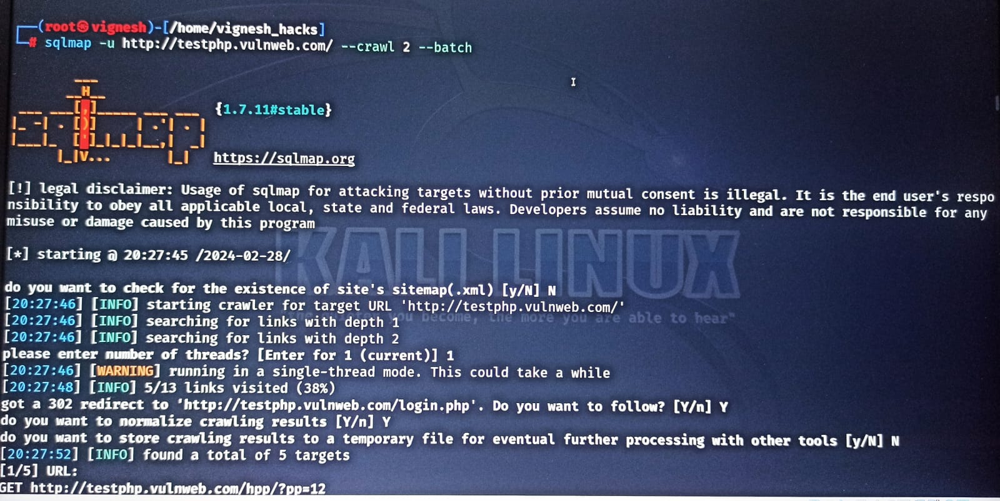 (root㉿vignesh)-[/home/vignesh_hacks]
# sqlmap -u http://testphp.vulnweb.com/ --crawl 2 --batch
{1.7.11#stable}
https://sqlmap.org
[!] legal disclaimer: Usage of sqlmap for attacking targets without prior mutual consent is illegal. It is the end user's respo
nsibility to obey all applicable local, state and federal laws. Developers assume no liability and are not responsible for any
misuse or damage caused by this program
[*] starting @ 20:27:45 /2024-02-28/
do you want to check for the existence of site's sitemap(.xml) [y/N] N
[20:27:46] [INFO] starting crawler for target URL 'http://testphp.vulnweb.com/'
[20:27:46] [INFO] searching for links with depth 1
[20:27:46] [INFO] searching for links with depth 2
please enter number of threads? [Enter for 1 (current)] 1
[20:27:46] [WARNING] running in a single-thread mode. This could take a while
[20:27:48] [INFO] 5/13 links visited (38%)
got a 302 redirect to 'http://testphp.vulnweb.com/login.php'. Do you want to follow? [Y/n] Y
do you want to normalize crawling results [Y/n] Y
do you want to store crawling results to a temporary file for eventual further processing with other tools [y/N] N
[20:27:52] [INFO] found a total of 5 targets
[1/5] URL:
GET http://testphp.vulnweb.com/hpp/?pp=12
KALI LINUX
you become, the more you are able to hear"